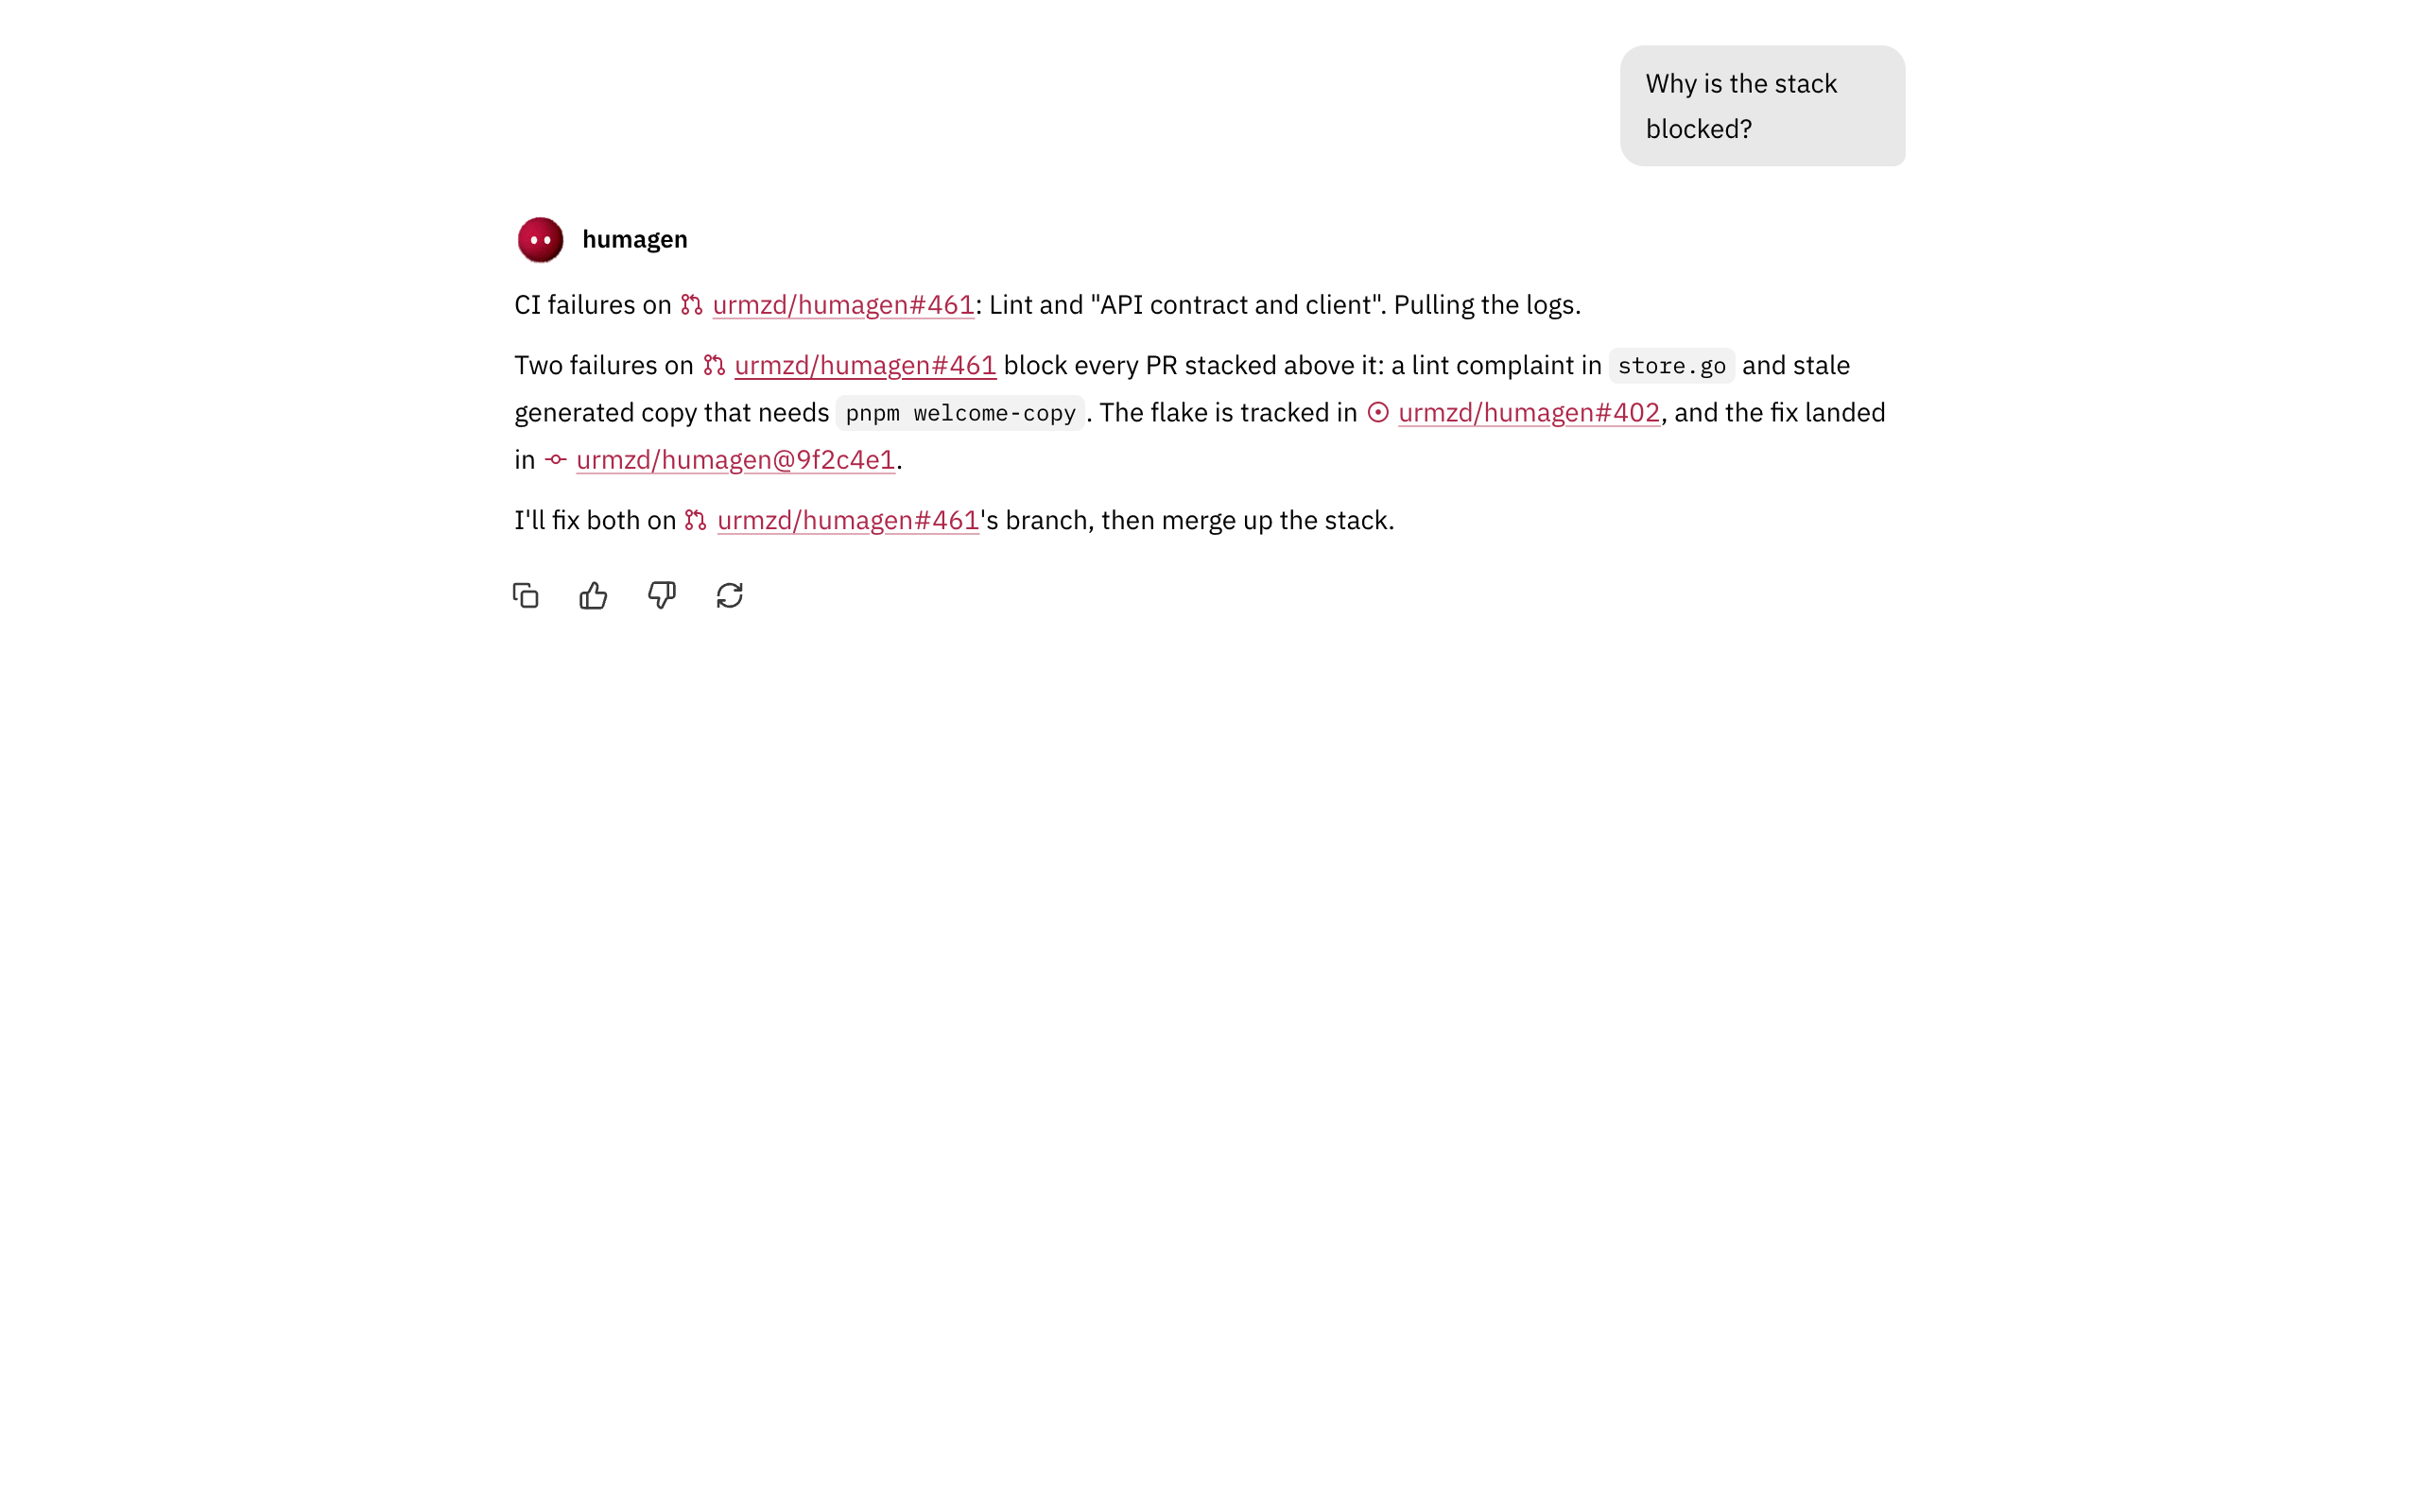 Why is the stack
blocked?
humagen
CI failures on urmzd/humagen#461: Lint and "API contract and client". Pulling the logs.
Two failures on urmzd/humagen#461 block every PR stacked above it: a lint complaint in store.go and stale
generated copy that needs pnpm welcome-copy. The flake is tracked in urmzd/humagen#402, and the fix landed
in urmzd/humagen@9f2c4e1.
I'll fix both on urmzd/humagen#461's branch, then merge up the stack.